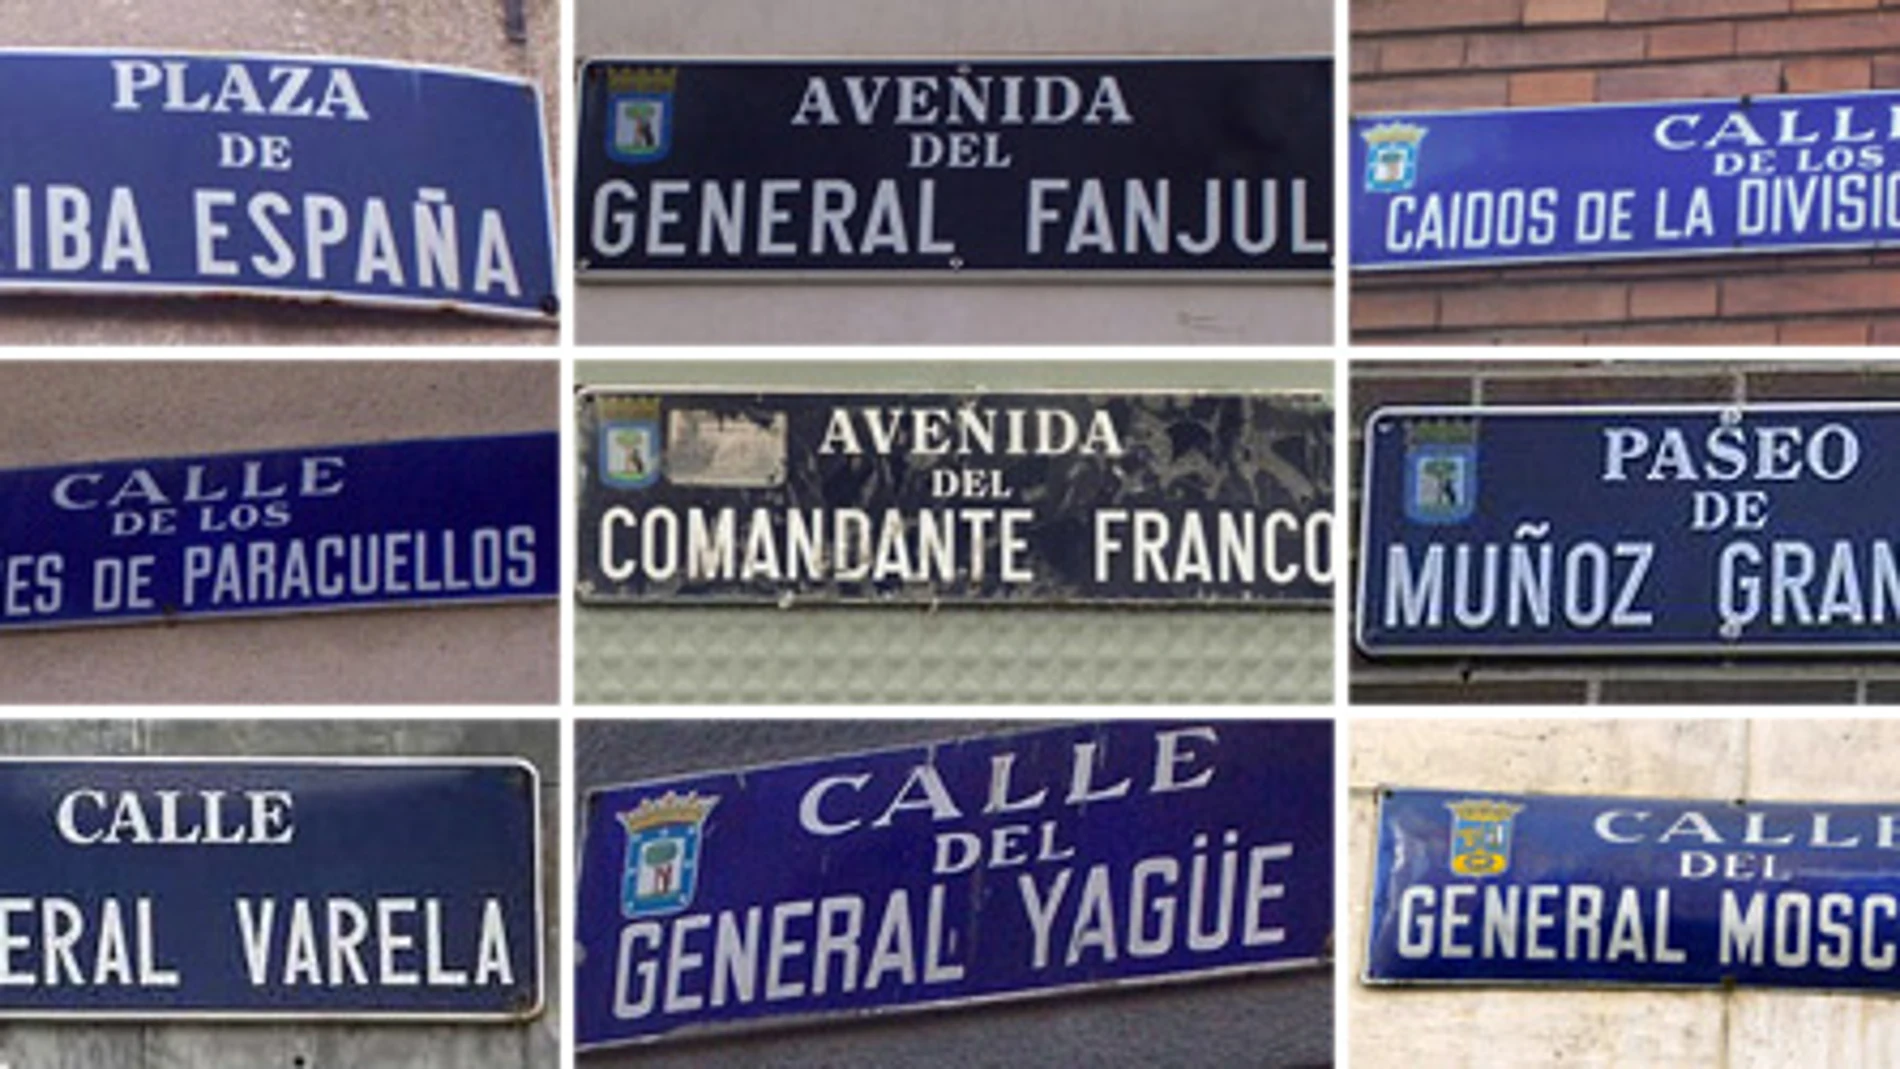 PLAZA
DE
IBA ESPAÑA
AVENIDA
DEL
GENERAL FANJUL
CALLE
DE LOS
CAIDOS DE LA DIVISIO
CALLE
DE LOS
ES DE PARACUELLOS
AVENIDA
DEL
COMANDANTE FRANCO
PASEO
DE
MUÑOZ GRAN
CALLE
ERAL VARELA
CALLE
DEL
GENERAL YAGÜE
CALLE
DEL
GENERAL MOSC